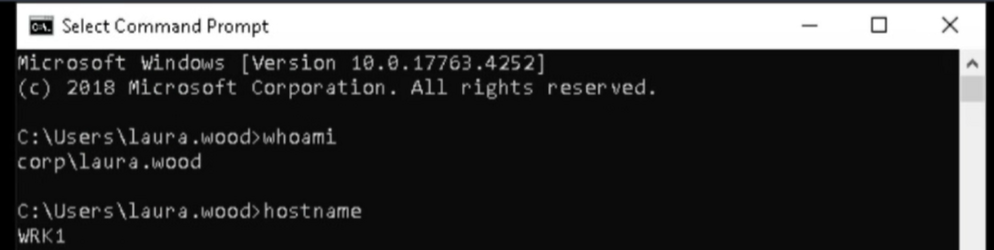 Select Command Prompt
Microsoft Windows [Version 10.0.17763.4252]
(c) 2018 Microsoft Corporation. All rights reserved.
C:\Users\laura.wood>whoami
corp\laura.wood
C:\Users\laura.wood>hostname
WRK1